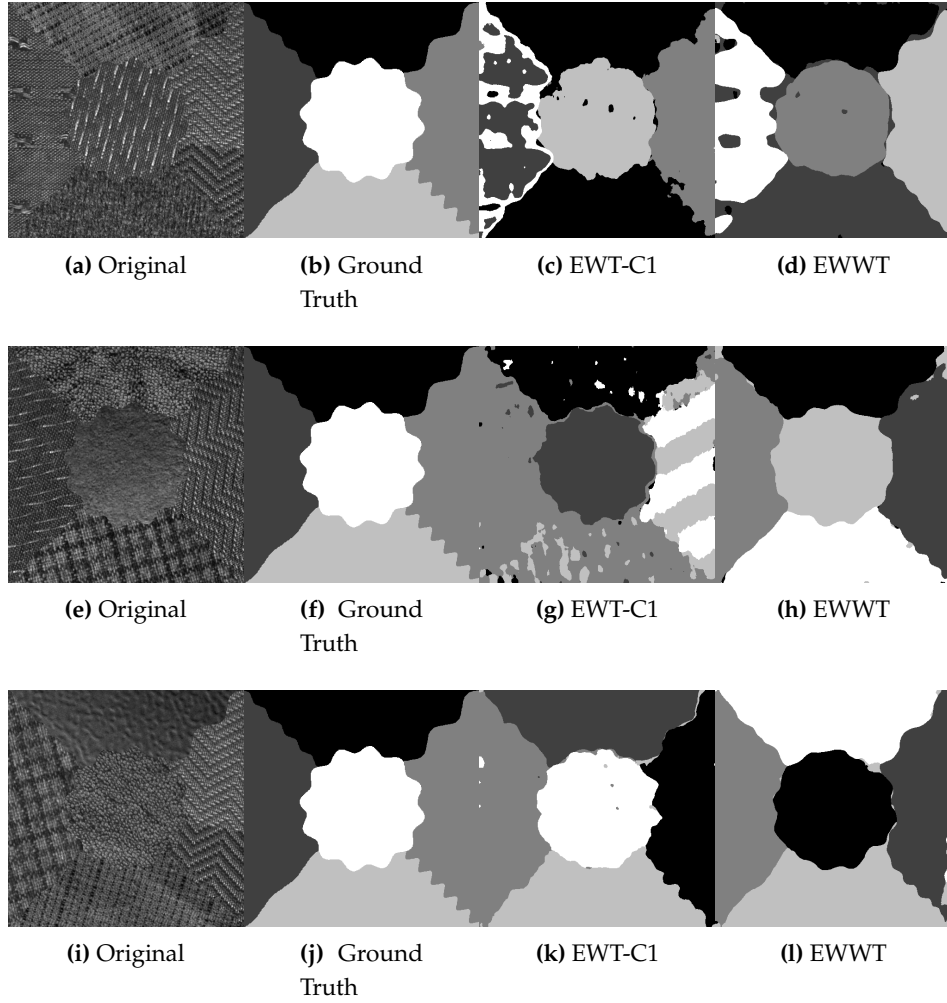 (a) Original
(b) Ground
Truth
(c) EWT-C1
(d) EWWT
(e) Original
(f) Ground
Truth
(g) EWT-C1
(h) EWWT
(i) Original
(j) Ground
Truth
(k) EWT-C1
(l) EWWT